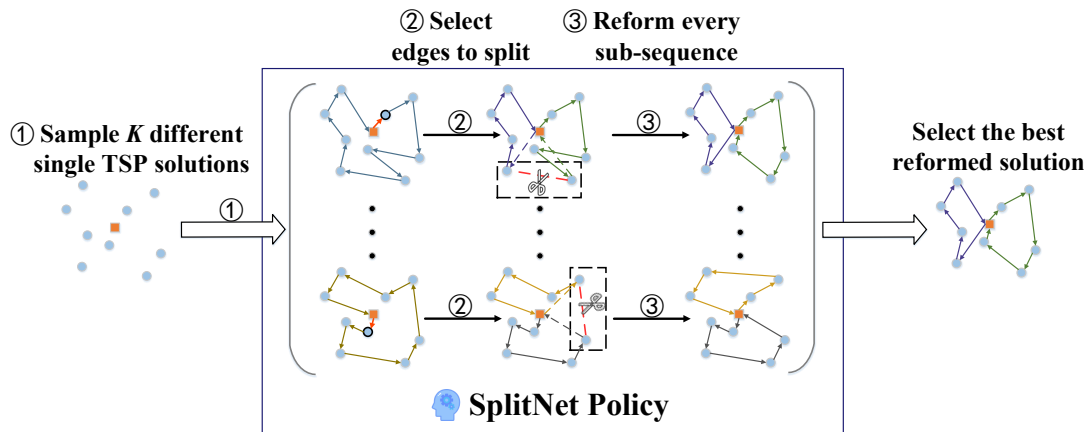 ② Select
edges to split
③ Reform every
sub-sequence
① Sample K different
single TSP solutions
①
②
③
②
③
Select the best
reformed solution
SplitNet Policy